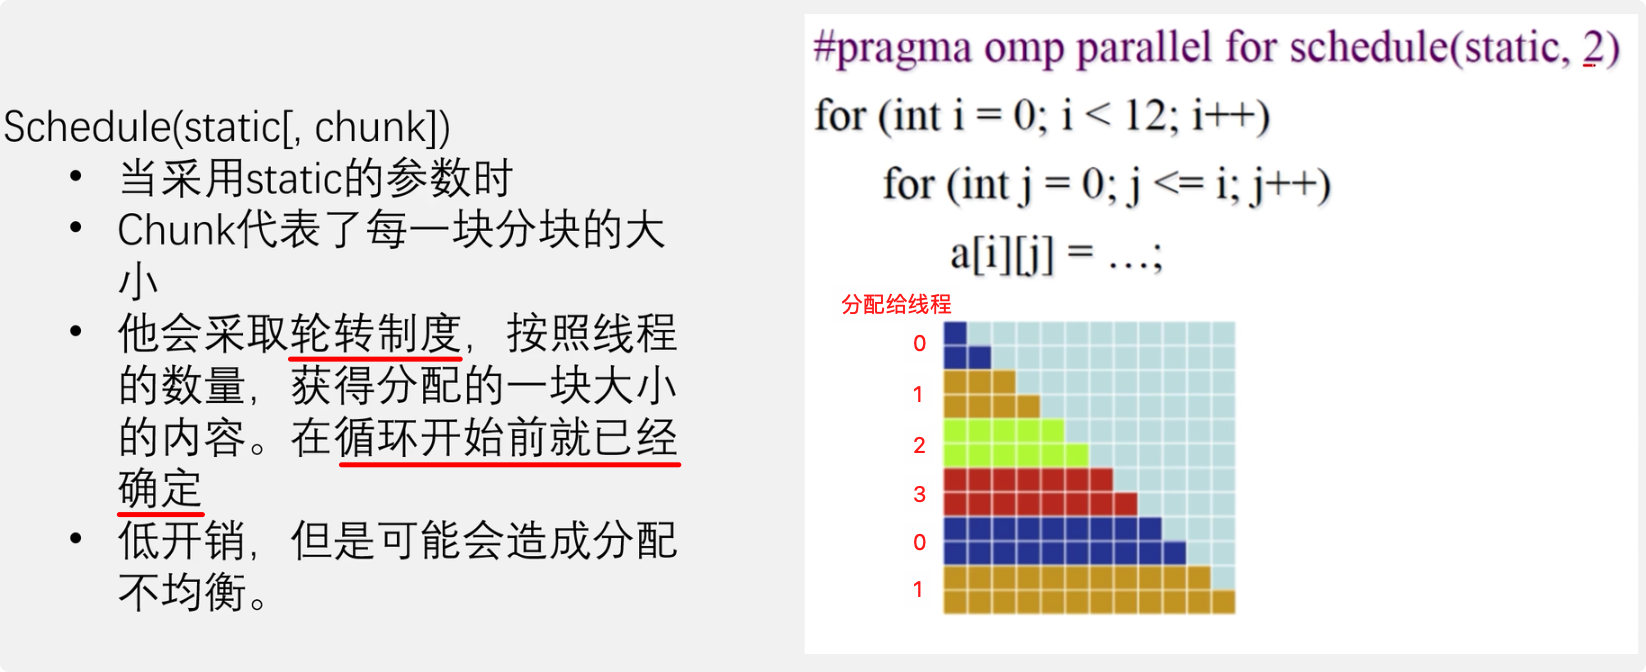 Schedule(static[, chunk])
• 当采用static的参数时
• Chunk代表了每一块分块的大
小
• 他会采取轮转制度，按照线程
的数量，获得分配的一块大小
的内容。在循环开始前就已经
确定
• 低开销，但是可能会造成分配
不均衡。
#pragma omp parallel for schedule(static, 2)
for (int i = 0; i < 12; i++)
for (int j = 0; j <= i; j++)
a[i][j] = …;
分配给线程
0
1
2
3
0
1